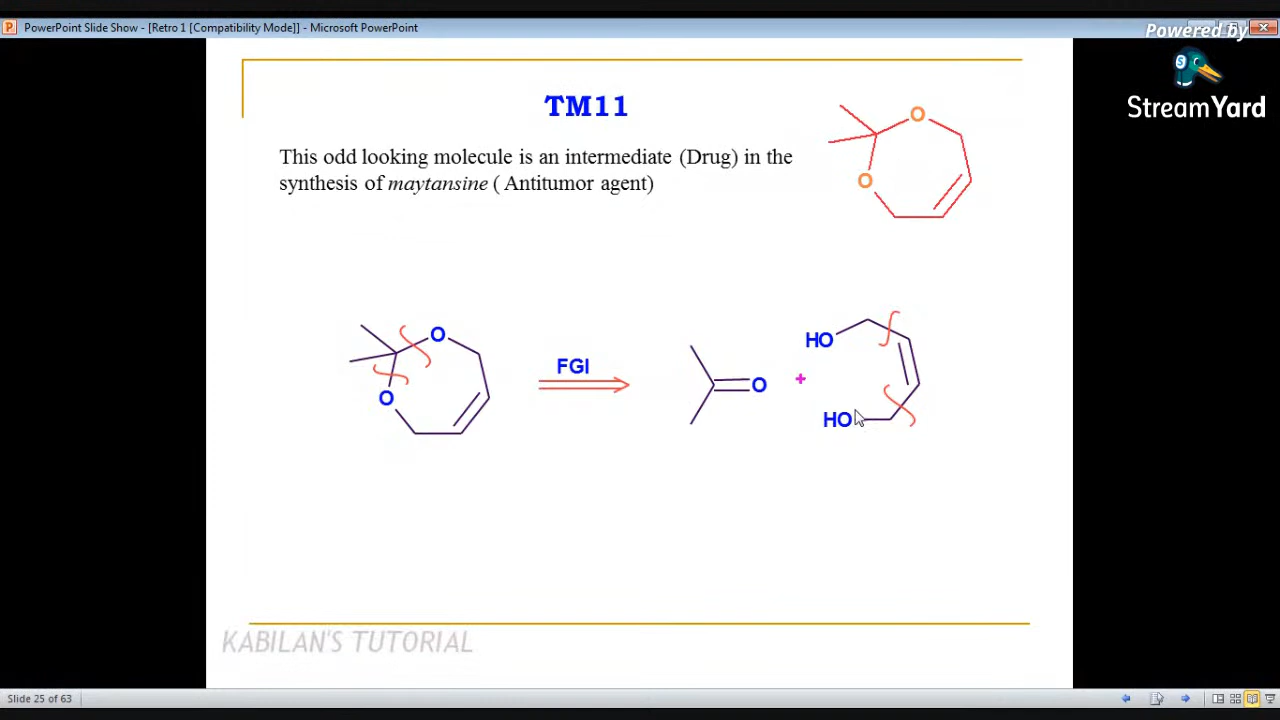 PowerPoint Slide Show - [Retro 1 [Compatibility Mode]] - Microsoft PowerPoint
Powered by
StreamYard
TM11
This odd looking molecule is an intermediate (Drug) in the
synthesis of maytansine ( Antitumor agent)
O
O
O
O
FGI
O
+
HO
HO
KABILAN'S TUTORIAL
Slide 25 of 63